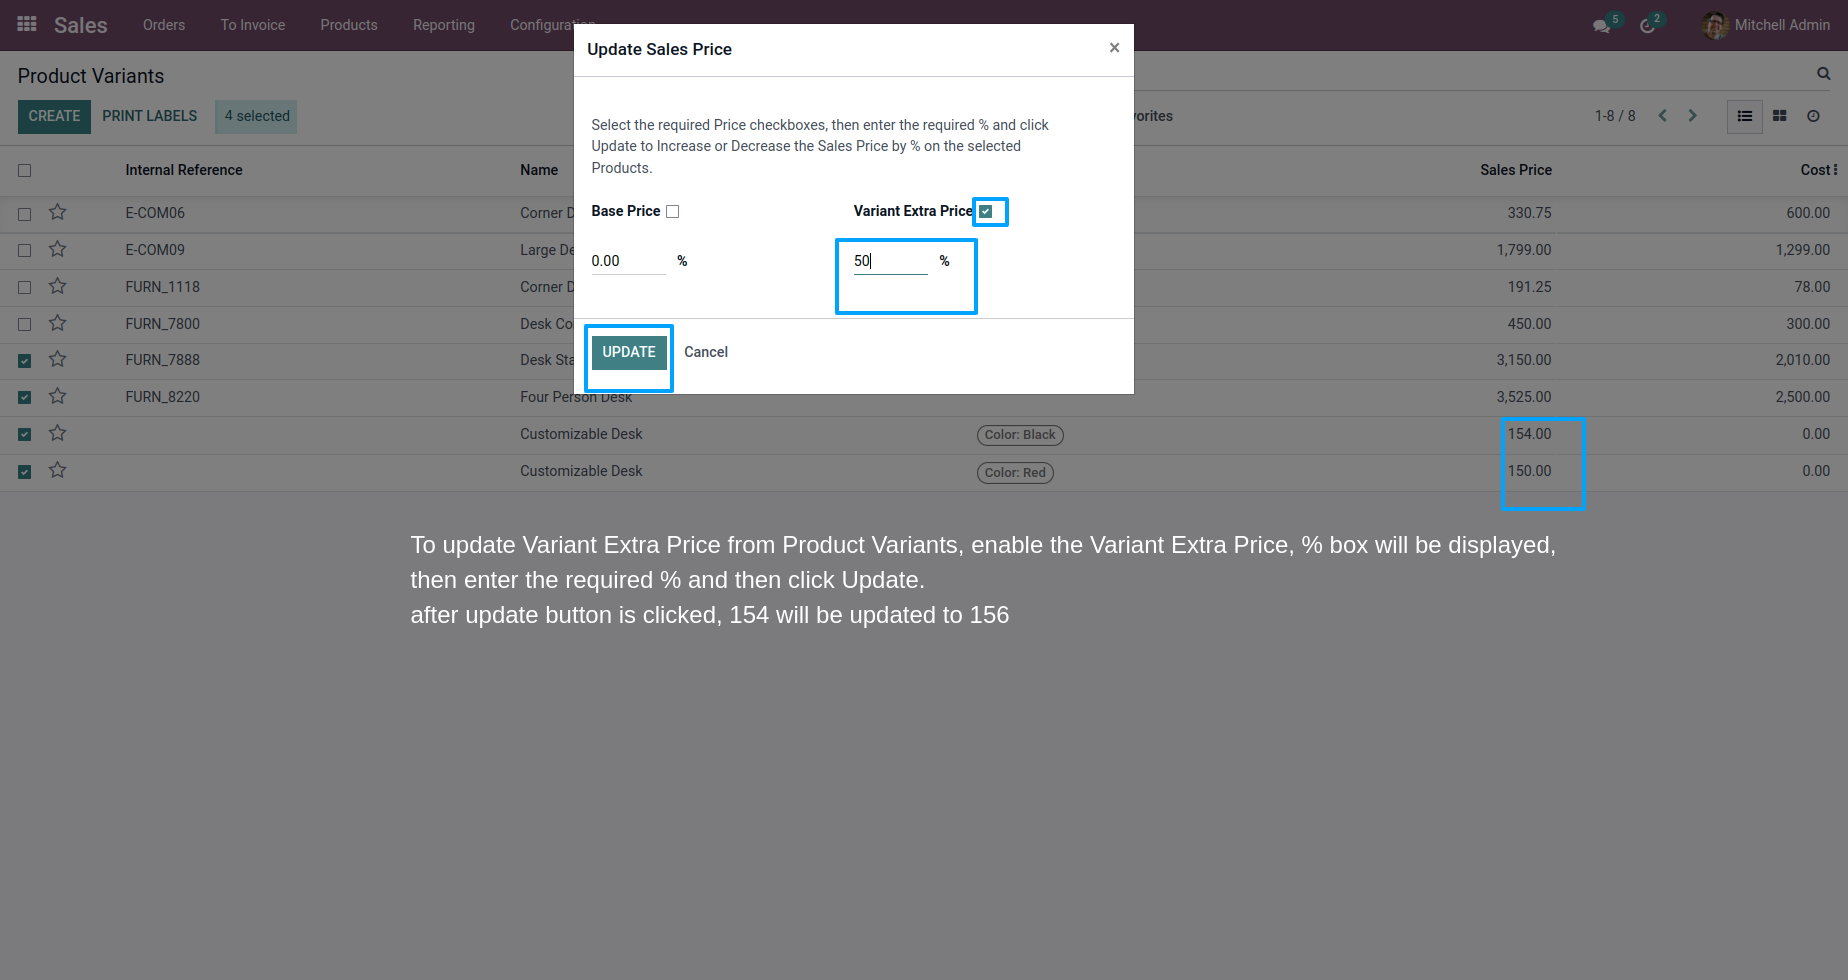 Sales Orders To Invoice Products Reporting Configuration 5 2 Mitchell Admin
Update Sales Price ×
Product Variants
CREATE PRINT LABELS 4 selected
vorites 1-8 / 8
Select the required Price checkboxes, then enter the required % and click
Update to Increase or Decrease the Sales Price by % on the selected
Products.
Internal Reference Name Sales Price Cost
Base Price Variant Extra Price
E-COM06 Corner D 330.75 600.00
E-COM09 Large De 1,799.00 1,299.00
0.00 % 50 %
FURN_1118 Corner D 191.25 78.00
FURN_7800 Desk Co 450.00 300.00
UPDATE Cancel
FURN_7888 Desk Sta 3,150.00 2,010.00
FURN_8220 Four Person Desk 3,525.00 2,500.00
Customizable Desk Color: Black 154.00 0.00
Customizable Desk Color: Red 150.00 0.00
To update Variant Extra Price from Product Variants, enable the Variant Extra Price, % box will be displayed,
then enter the required % and then click Update.
after update button is clicked, 154 will be updated to 156